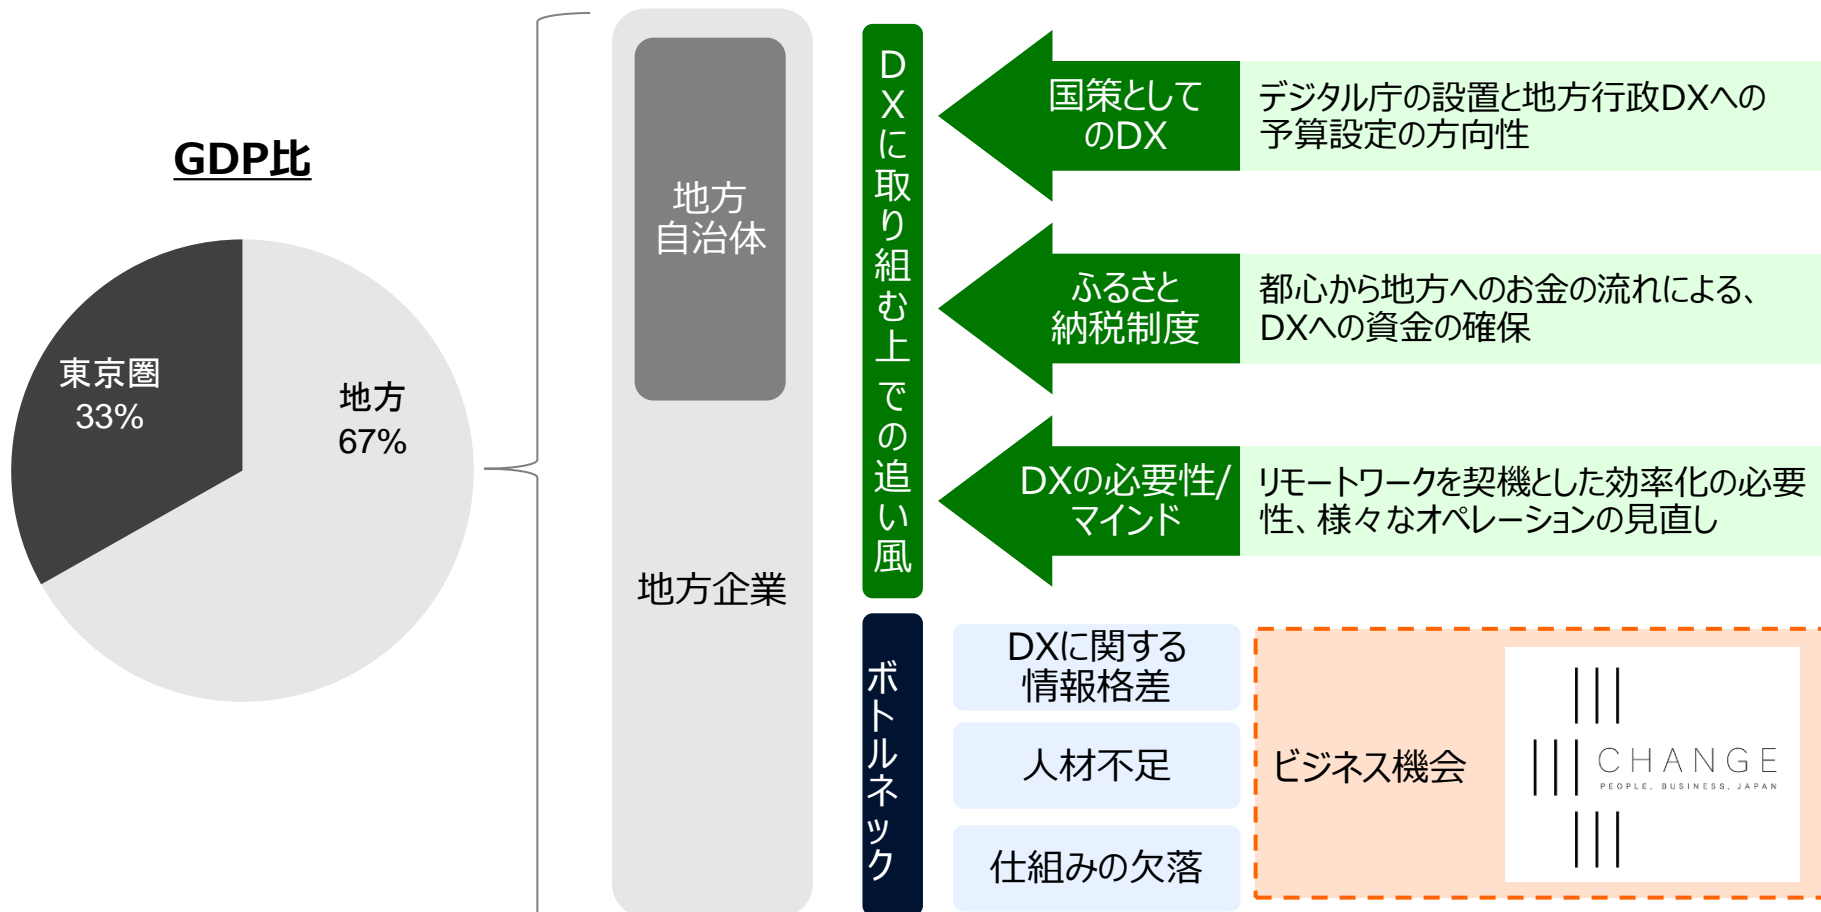 GDP比
東京圏
33%
地方
67%
地方
自治体
地方企業
DXに取り組む上での追い風
国策として
のDX
デジタル庁の設置と地方行政DXへの
予算設定の方向性
ふるさと
納税制度
都心から地方へのお金の流れによる、
DXへの資金の確保
DXの必要性/
マインド
リモートワークを契機とした効率化の必要
性、様々なオペレーションの見直し
ボトルネック
DXに関する
情報格差
人材不足
仕組みの欠落
ビジネス機会
CHANGE
PEOPLE, BUSINESS, JAPAN